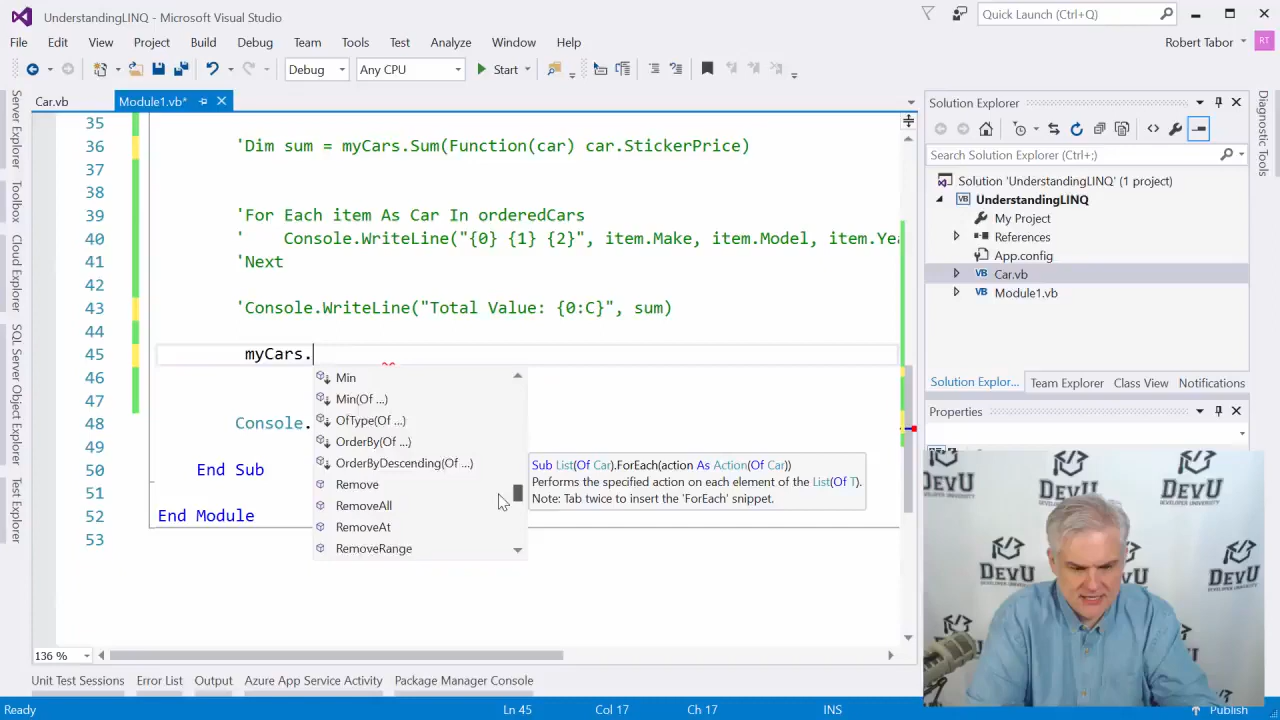 UnderstandingLINQ - Microsoft Visual Studio
Quick Launch (Ctrl+Q)
File Edit View Project Build Debug Team Tools Test Analyze Window Help
Robert Tabor RT
Debug Any CPU Start
Car.vb Module1.vb*
Server Explorer
Toolbox
Cloud Explorer
SQL Server Object Explorer
Test Explorer
35
36 'Dim sum = myCars.Sum(Function(car) car.StickerPrice)
37
38
39 'For Each item As Car In orderedCars
40 ' Console.WriteLine("{0} {1} {2}", item.Make, item.Model, item.Yea
41 'Next
42
43 'Console.WriteLine("Total Value: {0:C}", sum)
44
45 myCars.
46
47
48 Console.
49
50 End Sub
51
52 End Module
53
Min
Min(Of ...)
OfType(Of ...)
OrderBy(Of ...)
OrderByDescending(Of ...)
Remove
RemoveAll
RemoveAt
RemoveRange
Sub List(Of Car).ForEach(action As Action(Of Car))
Performs the specified action on each element of the List(Of T).
Note: Tab twice to insert the 'ForEach' snippet.
136 %
Solution Explorer
Search Solution Explorer (Ctrl+;)
Solution 'UnderstandingLINQ' (1 project)
VB UnderstandingLINQ
My Project
References
App.config
VB Car.vb
VB Module1.vb
Solution Explor... Team Explorer Class View Notifications
Properties
Diagnostic Tools
DEVU
DEVELOPER UNIVERSITY
DEVU
DEVELOPER UNIVERSITY
Unit Test Sessions Error List Output Azure App Service Activity Package Manager Console
Ready Ln 45 Col 17 Ch 17 INS Publish